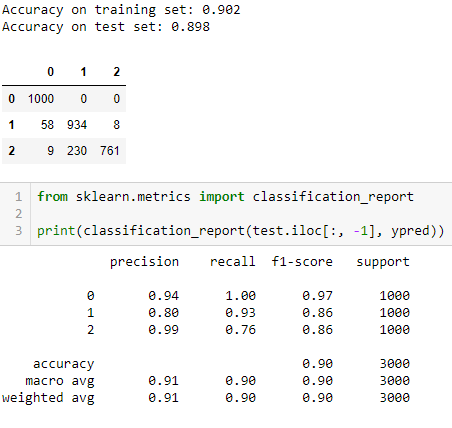 Accuracy on training set: 0.902
Accuracy on test set: 0.898
0 1 2
0 1000 0 0
1 58 934 8
2 9 230 761
1 from sklearn.metrics import classification_report
2
3 print(classification_report(test.iloc[:, -1], ypred))
precision recall f1-score support
0 0.94 1.00 0.97 1000
1 0.80 0.93 0.86 1000
2 0.99 0.76 0.86 1000
accuracy 0.90 3000
macro avg 0.91 0.90 0.90 3000
weighted avg 0.91 0.90 0.90 3000